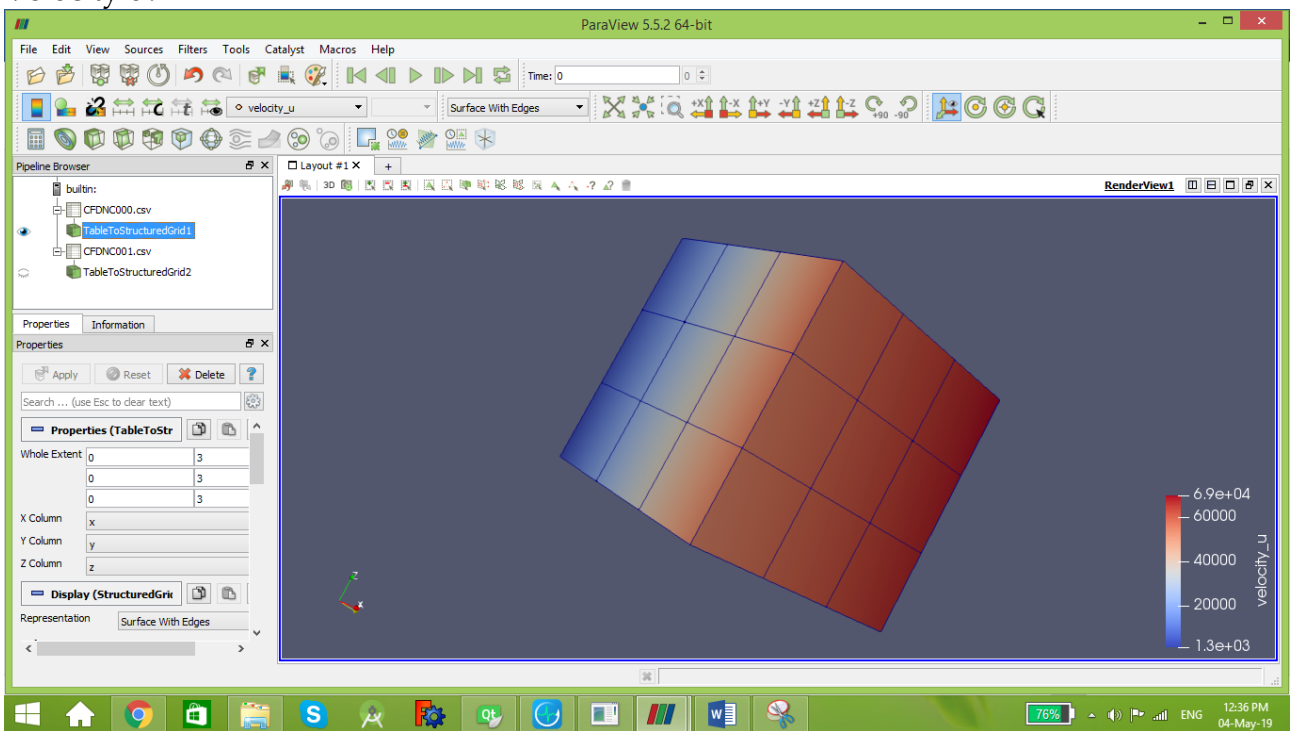 ParaView 5.5.2 64-bit
File Edit View Sources Filters Tools Catalyst Macros Help
Time: 0 0
velocity_u Surface With Edges +X -X +Y -Y +Z -Z +90 -90
Pipeline Browser
Layout #1 × +
builtin:
3D
RenderView1
CFDNC000.csv
TableToStructuredGrid1
CFDNC001.csv
TableToStructuredGrid2
Properties Information
Properties
Apply Reset Delete ?
Search ... (use Esc to clear text)
Properties (TableToStr
Whole Extent 0 3
0 3
0 3
X Column x
Y Column y
Z Column z
Display (StructuredGri
Representation Surface With Edges
Z
X
6.9e+04
60000
40000
20000
1.3e+03
velocity_u
76% ENG 12:36 PM
04-May-19